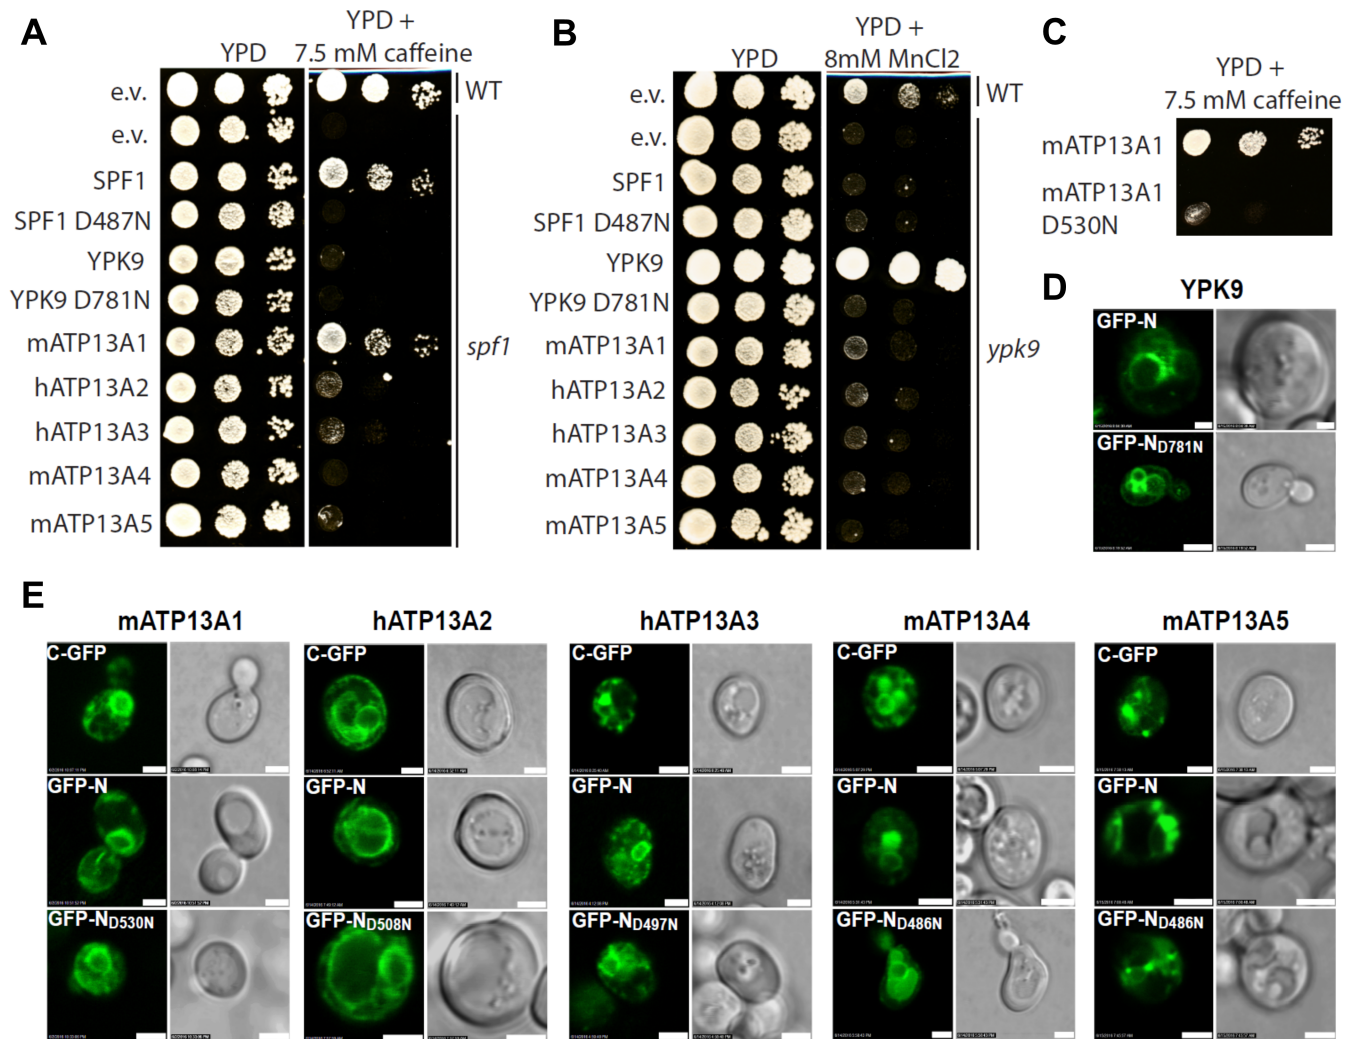 A
YPD
YPD +
7.5 mM caffeine
e.v.
e.v.
SPF1
SPF1 D487N
YPK9
YPK9 D781N
mATP13A1
hATP13A2
hATP13A3
mATP13A4
mATP13A5
WT
spf1
B
YPD
YPD +
8mM MnCl2
e.v.
e.v.
SPF1
SPF1 D487N
YPK9
YPK9 D781N
mATP13A1
hATP13A2
hATP13A3
mATP13A4
mATP13A5
WT
ypk9
C
YPD +
7.5 mM caffeine
mATP13A1
mATP13A1
D530N
D
YPK9
GFP-N
GFP-ND781N
E
mATP13A1
hATP13A2
hATP13A3
mATP13A4
mATP13A5
C-GFP
C-GFP
C-GFP
C-GFP
C-GFP
GFP-N
GFP-N
GFP-N
GFP-N
GFP-N
GFP-ND530N
GFP-ND508N
GFP-ND497N
GFP-ND486N
GFP-ND486N